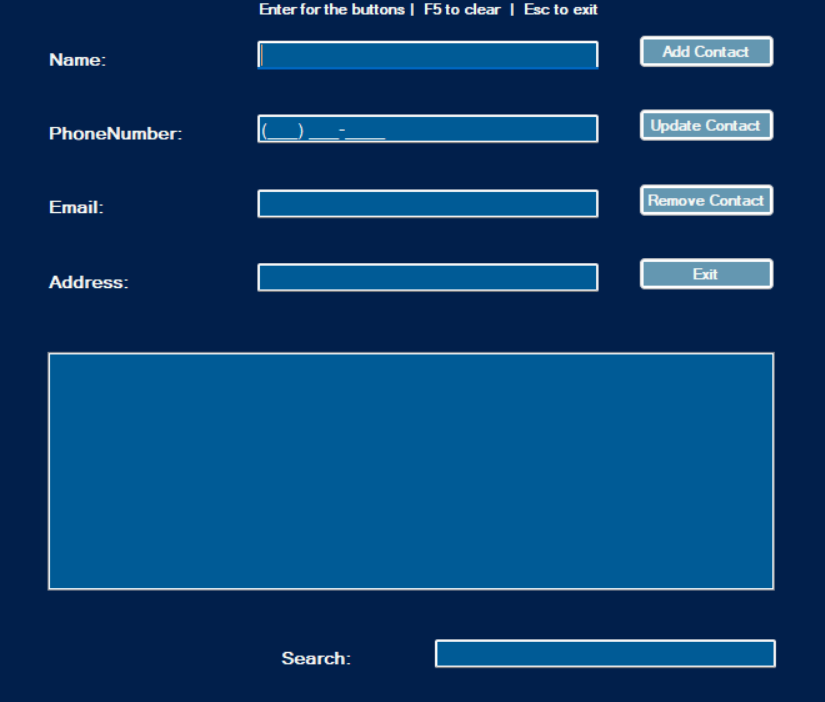 Enter for the buttons | F5 to clear | Esc to exit
Name:
Add Contact
PhoneNumber:
(___) ___-____
Update Contact
Email:
Remove Contact
Address:
Exit
Search: